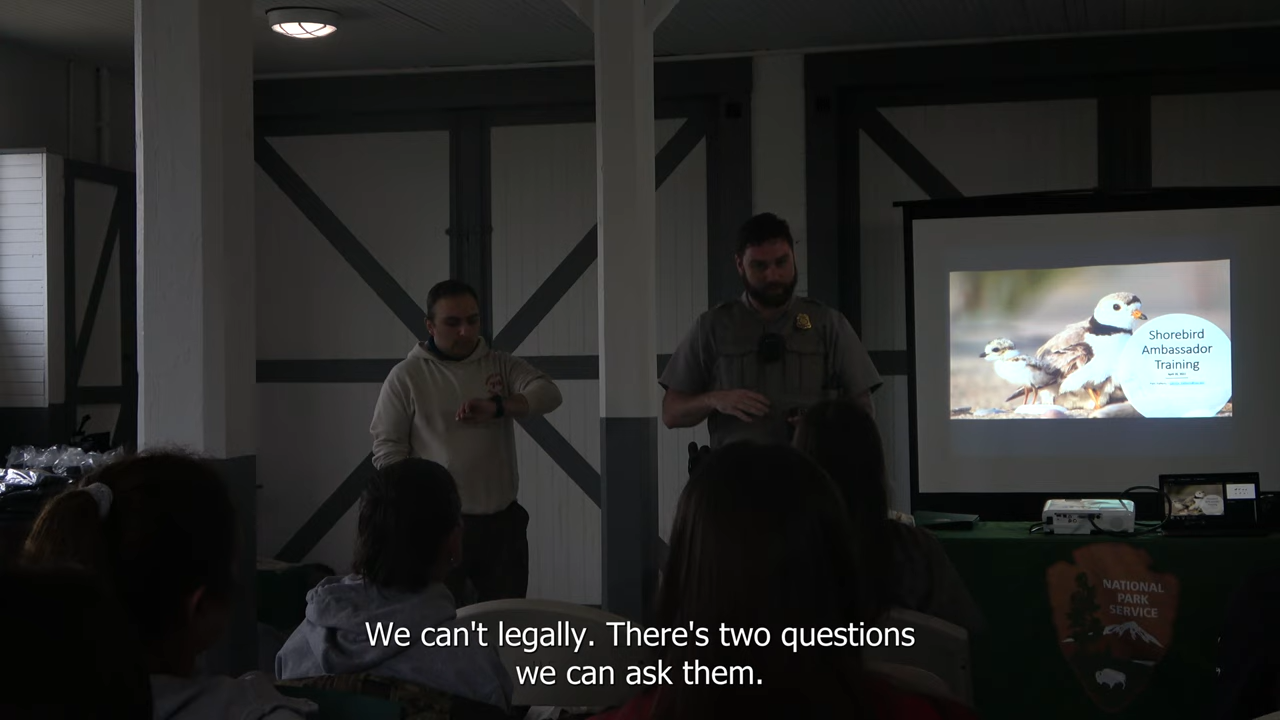 Shorebird
Ambassador
Training
NATIONAL
PARK
SERVICE
We can't legally. There's two questions
we can ask them.